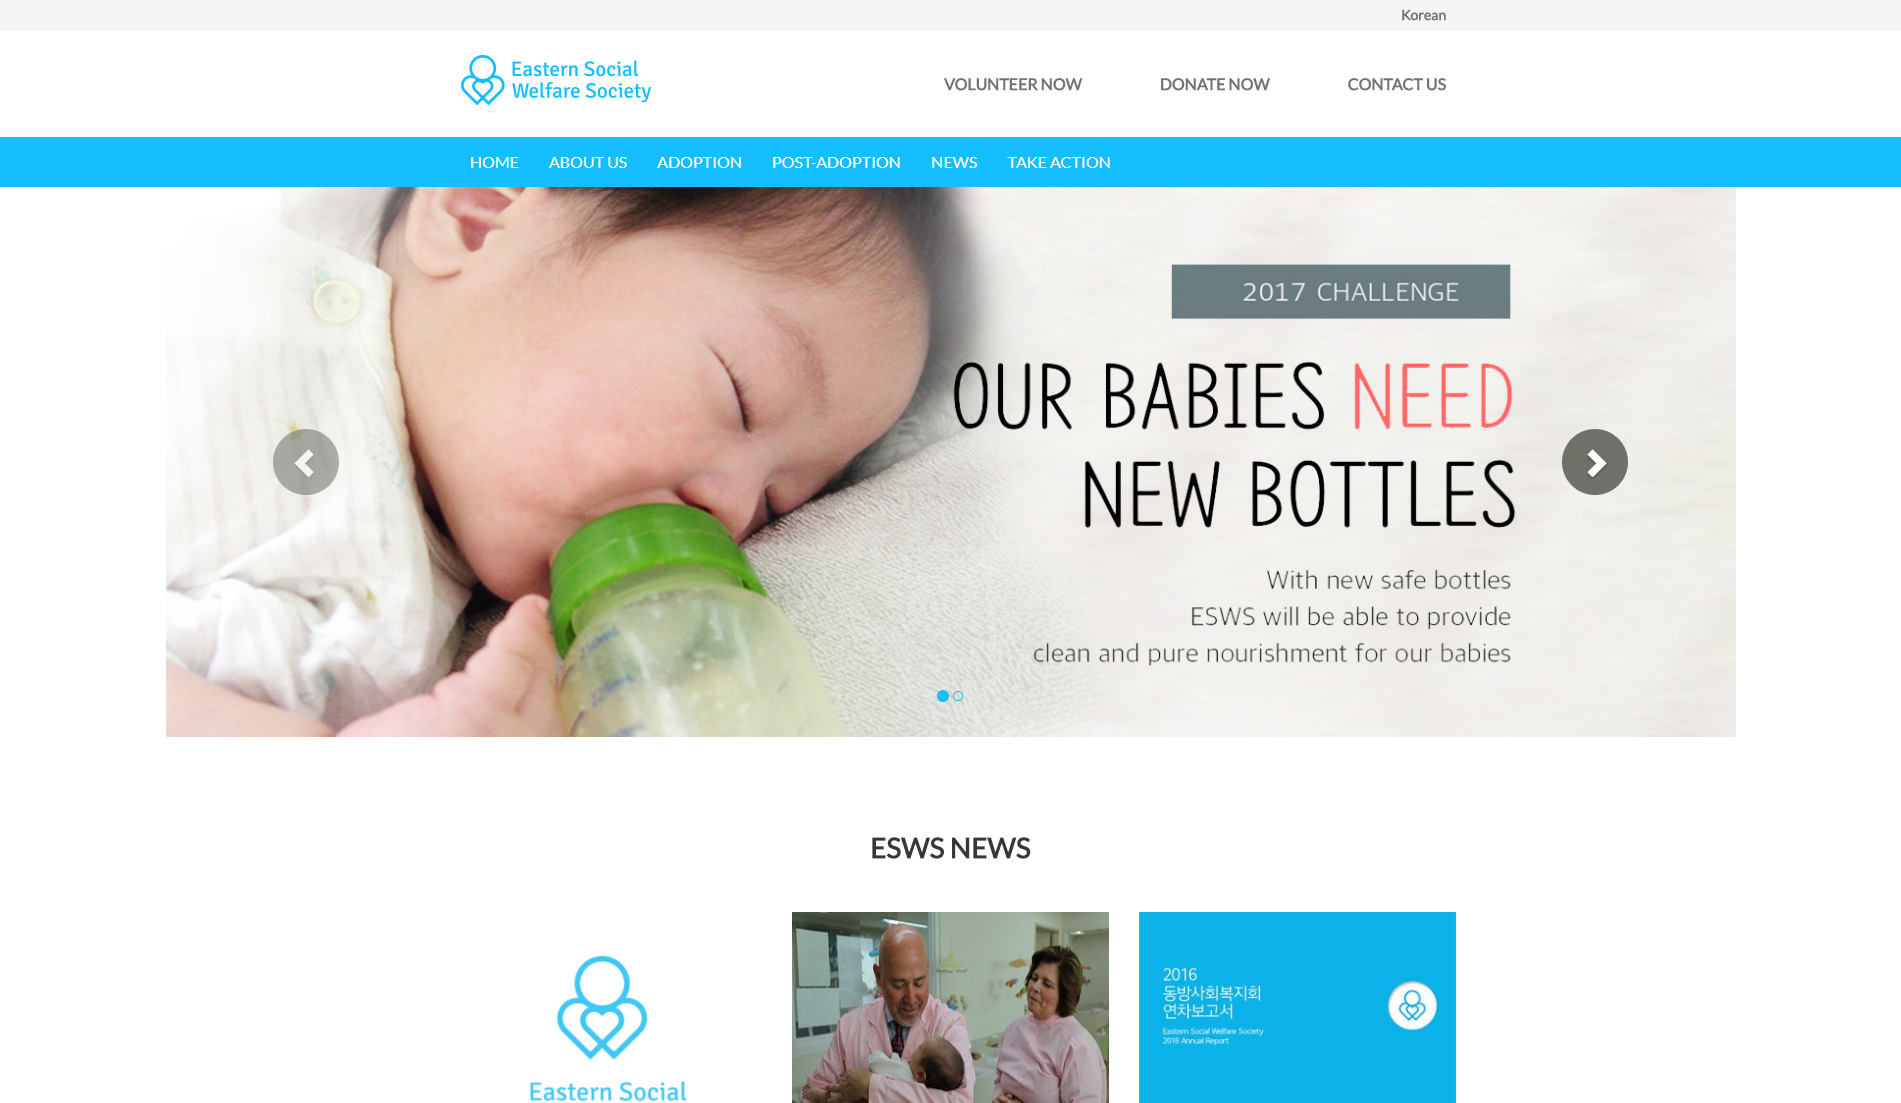 Korean
Eastern Social
Welfare Society
VOLUNTEER NOW
DONATE NOW
CONTACT US
HOME
ABOUT US
ADOPTION
POST-ADOPTION
NEWS
TAKE ACTION
2017 CHALLENGE
OUR BABIES NEED
NEW BOTTLES
With new safe bottles
ESWS will be able to provide
clean and pure nourishment for our babies
ESWS NEWS
Eastern Social
2016
동방사회복지회
연차보고서
Eastern Social Welfare Society
2016 Annual Report